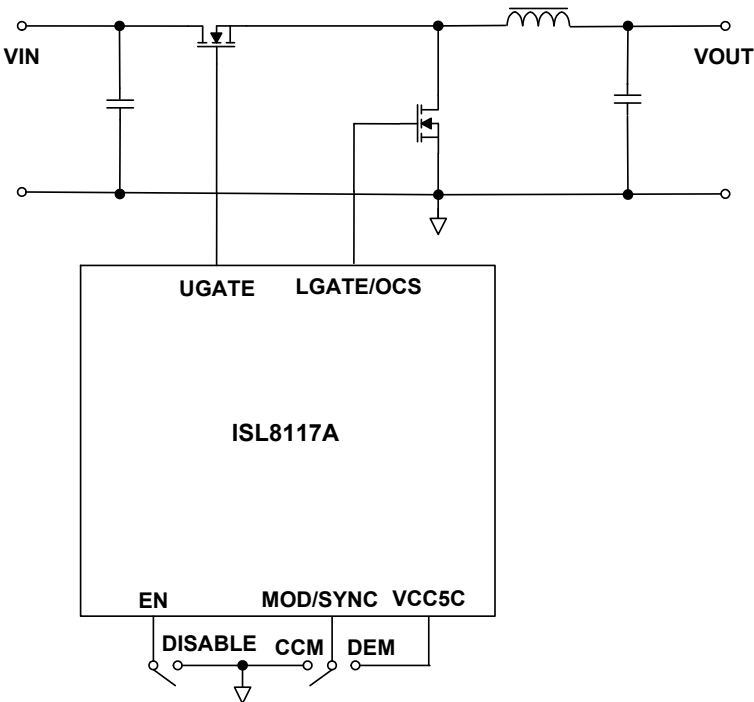 VIN
VOUT
UGATE
LGATE/OCS
ISL8117A
EN
MOD/SYNC
VCC5C
DISABLE
CCM
DEM